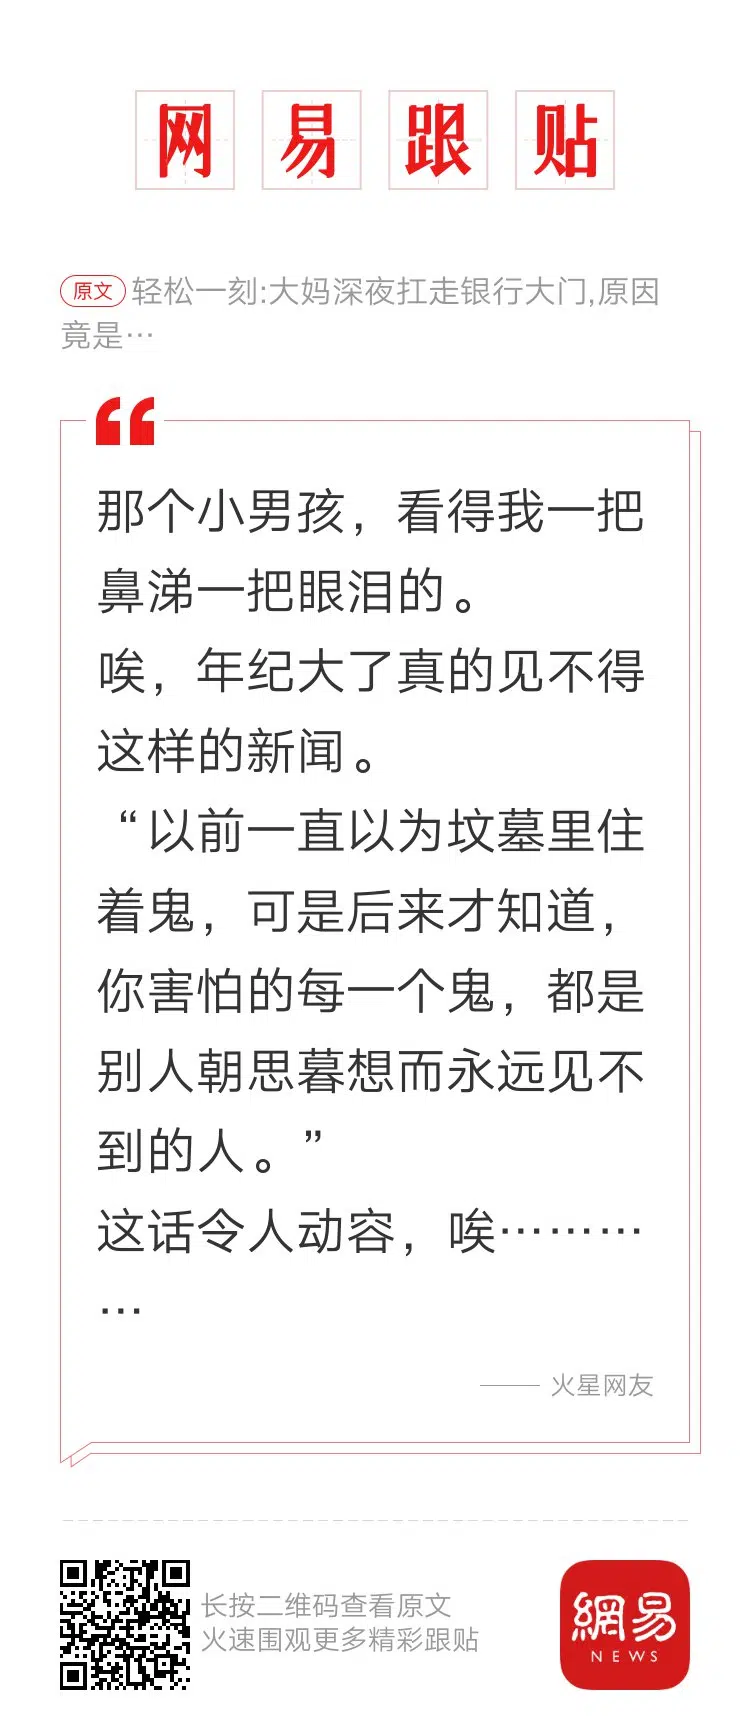 网易跟贴
原文 轻松一刻:大妈深夜扛走银行大门,原因
竟是…
那个小男孩，看得我一把
鼻涕一把眼泪的。
唉，年纪大了真的见不得
这样的新闻。
“以前一直以为坟墓里住
着鬼，可是后来才知道，
你害怕的每一个鬼，都是
别人朝思暮想而永远见不
到的人。”
这话令人动容，唉………
…
—— 火星网友
长按二维码查看原文
火速围观更多精彩跟贴
網易
NEWS